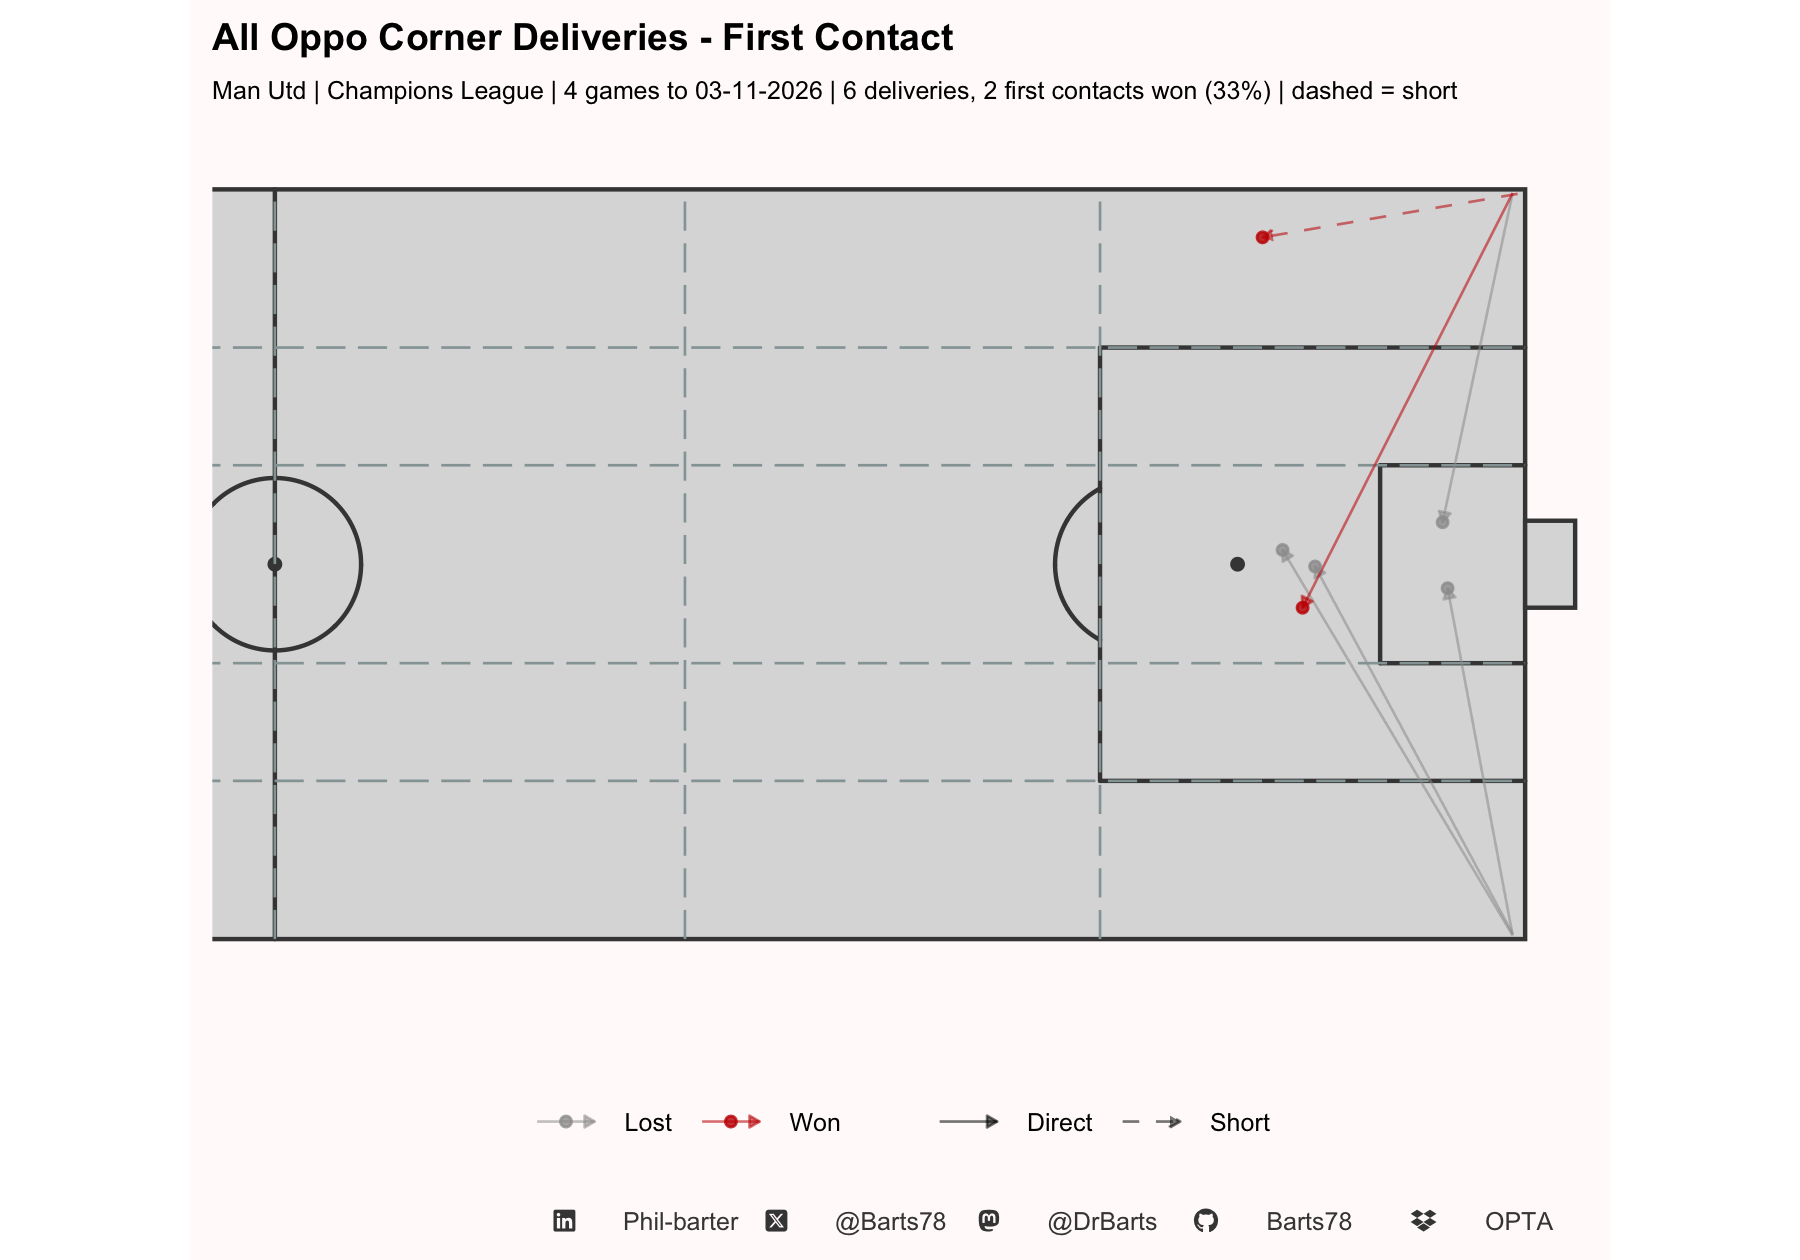 All Oppo Corner Deliveries - First Contact
Man Utd | Champions League | 4 games to 03-11-2026 | 6 deliveries, 2 first contacts won (33%) | dashed = short
Lost Won Direct Short
Phil-barter @Barts78 @DrBarts Barts78 OPTA